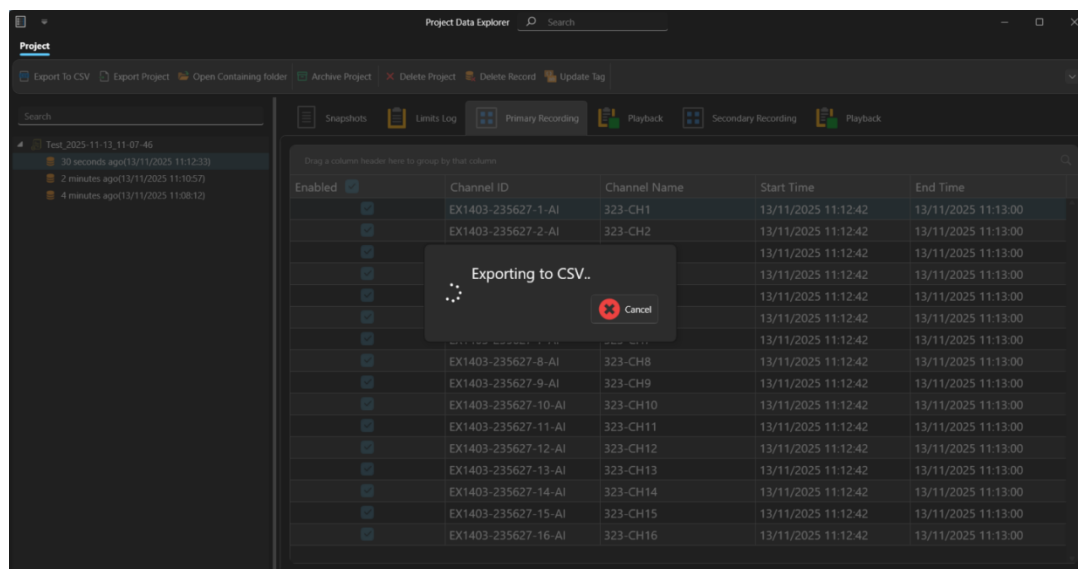 Project Data Explorer Search
Project
Export To CSV Export Project Open Containing folder Archive Project Delete Project Delete Record Update Tag
Search
Snapshots Limits Log Primary Recording Playback Secondary Recording Playback
Test_2025-11-13_11-07-46
30 seconds ago(13/11/2025 11:12:33)
2 minutes ago(13/11/2025 11:10:57)
4 minutes ago(13/11/2025 11:08:12)
Drag a column header here to group by that column
Enabled Channel ID Channel Name Start Time End Time
EX1403-235627-1-AI 323-CH1 13/11/2025 11:12:42 13/11/2025 11:13:00
EX1403-235627-2-AI 323-CH2 13/11/2025 11:12:42 13/11/2025 11:13:00
13/11/2025 11:12:42 13/11/2025 11:13:00
13/11/2025 11:12:42 13/11/2025 11:13:00
13/11/2025 11:12:42 13/11/2025 11:13:00
13/11/2025 11:12:42 13/11/2025 11:13:00
13/11/2025 11:12:42 13/11/2025 11:13:00
Exporting to CSV..
Cancel
EX1403-235627-8-AI 323-CH8 13/11/2025 11:12:42 13/11/2025 11:13:00
EX1403-235627-9-AI 323-CH9 13/11/2025 11:12:42 13/11/2025 11:13:00
EX1403-235627-10-AI 323-CH10 13/11/2025 11:12:42 13/11/2025 11:13:00
EX1403-235627-11-AI 323-CH11 13/11/2025 11:12:42 13/11/2025 11:13:00
EX1403-235627-12-AI 323-CH12 13/11/2025 11:12:42 13/11/2025 11:13:00
EX1403-235627-13-AI 323-CH13 13/11/2025 11:12:42 13/11/2025 11:13:00
EX1403-235627-14-AI 323-CH14 13/11/2025 11:12:42 13/11/2025 11:13:00
EX1403-235627-15-AI 323-CH15 13/11/2025 11:12:42 13/11/2025 11:13:00
EX1403-235627-16-AI 323-CH16 13/11/2025 11:12:42 13/11/2025 11:13:00